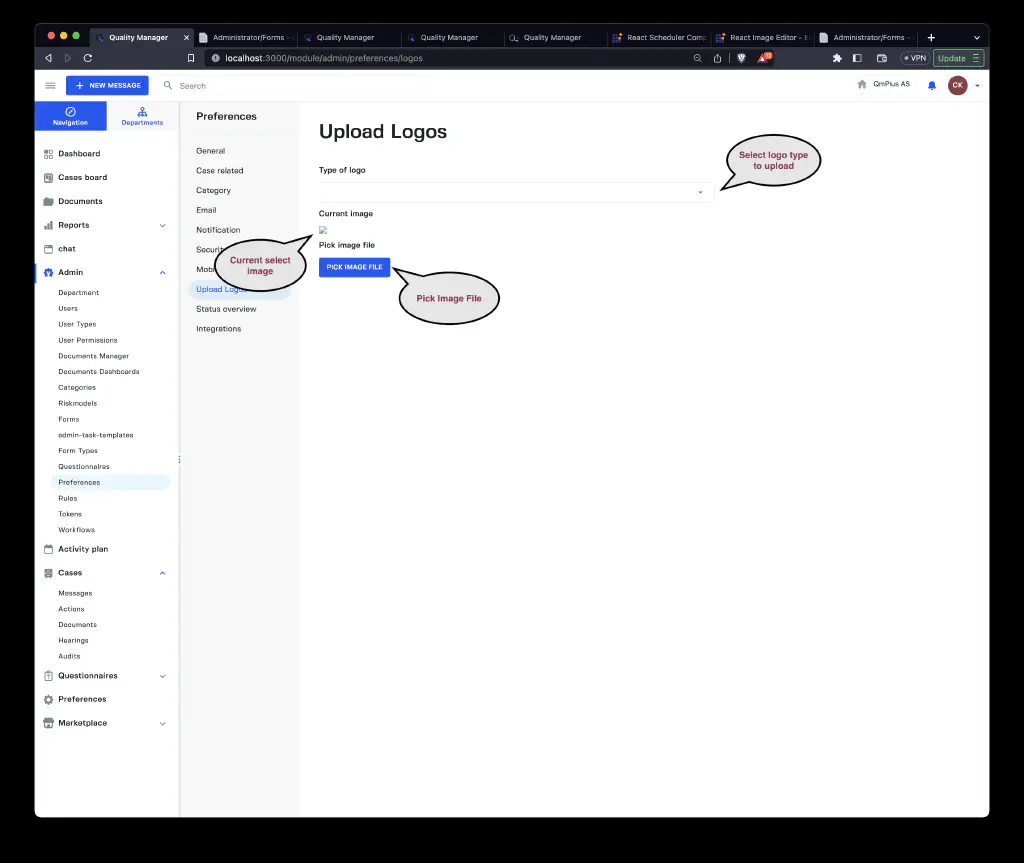 Quality Manager
Administrator/Forms -
Quality Manager
Quality Manager
Quality Manager
React Scheduler Com
React Image Editor -
Administrator/Forms -
localhost:3000/module/admin/preferences/logos
VPN
Update
NEW MESSAGE
Search
QmPlus AS
CK
Navigation
Departments
Dashboard
Cases board
Documents
Reports
chat
Admin
Department
Users
User Types
User Permissions
Documents Manager
Documents Dashboards
Categories
Riskmodels
Forms
admin-task-templates
Form Types
Questionnaires
Preferences
Rules
Tokens
Workflows
Activity plan
Cases
Messages
Actions
Documents
Hearings
Audits
Questionnaires
Preferences
Marketplace
Preferences
General
Case related
Category
Email
Notification
Securit
Mob
Upload Logos
Status overview
Integrations
Upload Logos
Type of logo
Select logo type
to upload
Current image
Current select
image
Pick image file
PICK IMAGE FILE
Pick Image File